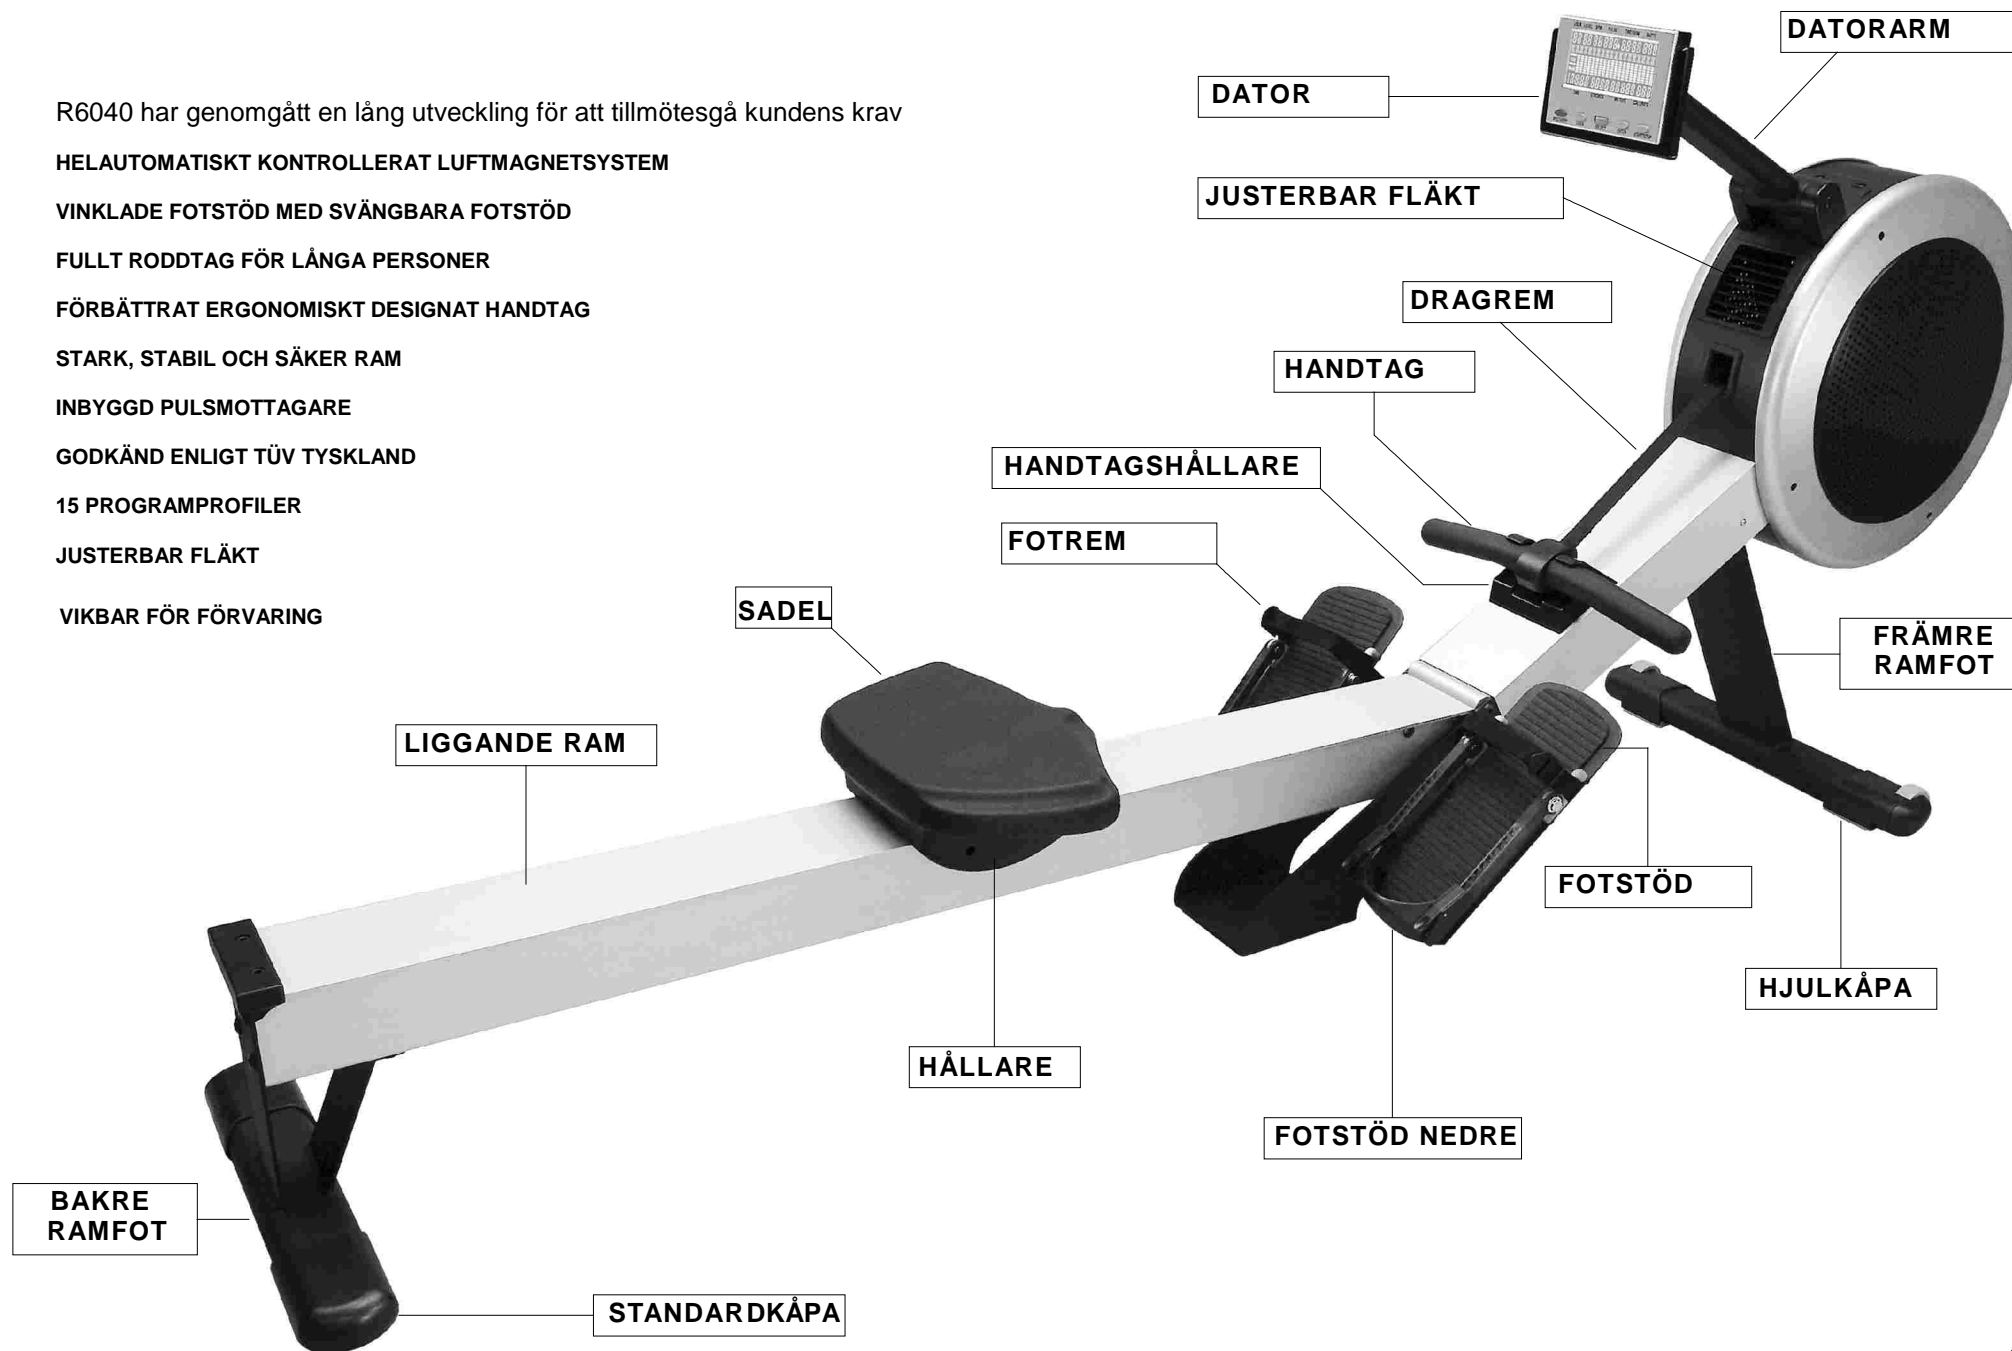 R6040 har genomgått en lång utveckling för att tillmötesgå kundens krav
HELAUTOMATISKT KONTROLLERAT LUFTMAGNETSYSTEM
VINKLADE FOTSTÖD MED SVÄNGBARA FOTSTÖD
FULLT RODDTAG FÖR LÅNGA PERSONER
FÖRBÄTTRAT ERGONOMISKT DESIGNAT HANDTAG
STARK, STABIL OCH SÄKER RAM
INBYGGD PULSMOTTAGARE
GODKÄND ENLIGT TÜV TYSKLAND
15 PROGRAMPROFILER
JUSTERBAR FLÄKT
VIKBAR FÖR FÖRVARING
DATORARM
DATOR
JUSTERBAR FLÄKT
DRAGREM
HANDTAG
HANDTAGSHÅLLARE
FOTREM
SADEL
FRÄMRE
RAMFOT
LIGGANDE RAM
FOTSTÖD
HJULKÅPA
HÅLLARE
FOTSTÖD NEDRE
BAKRE
RAMFOT
STANDARDKÅPA